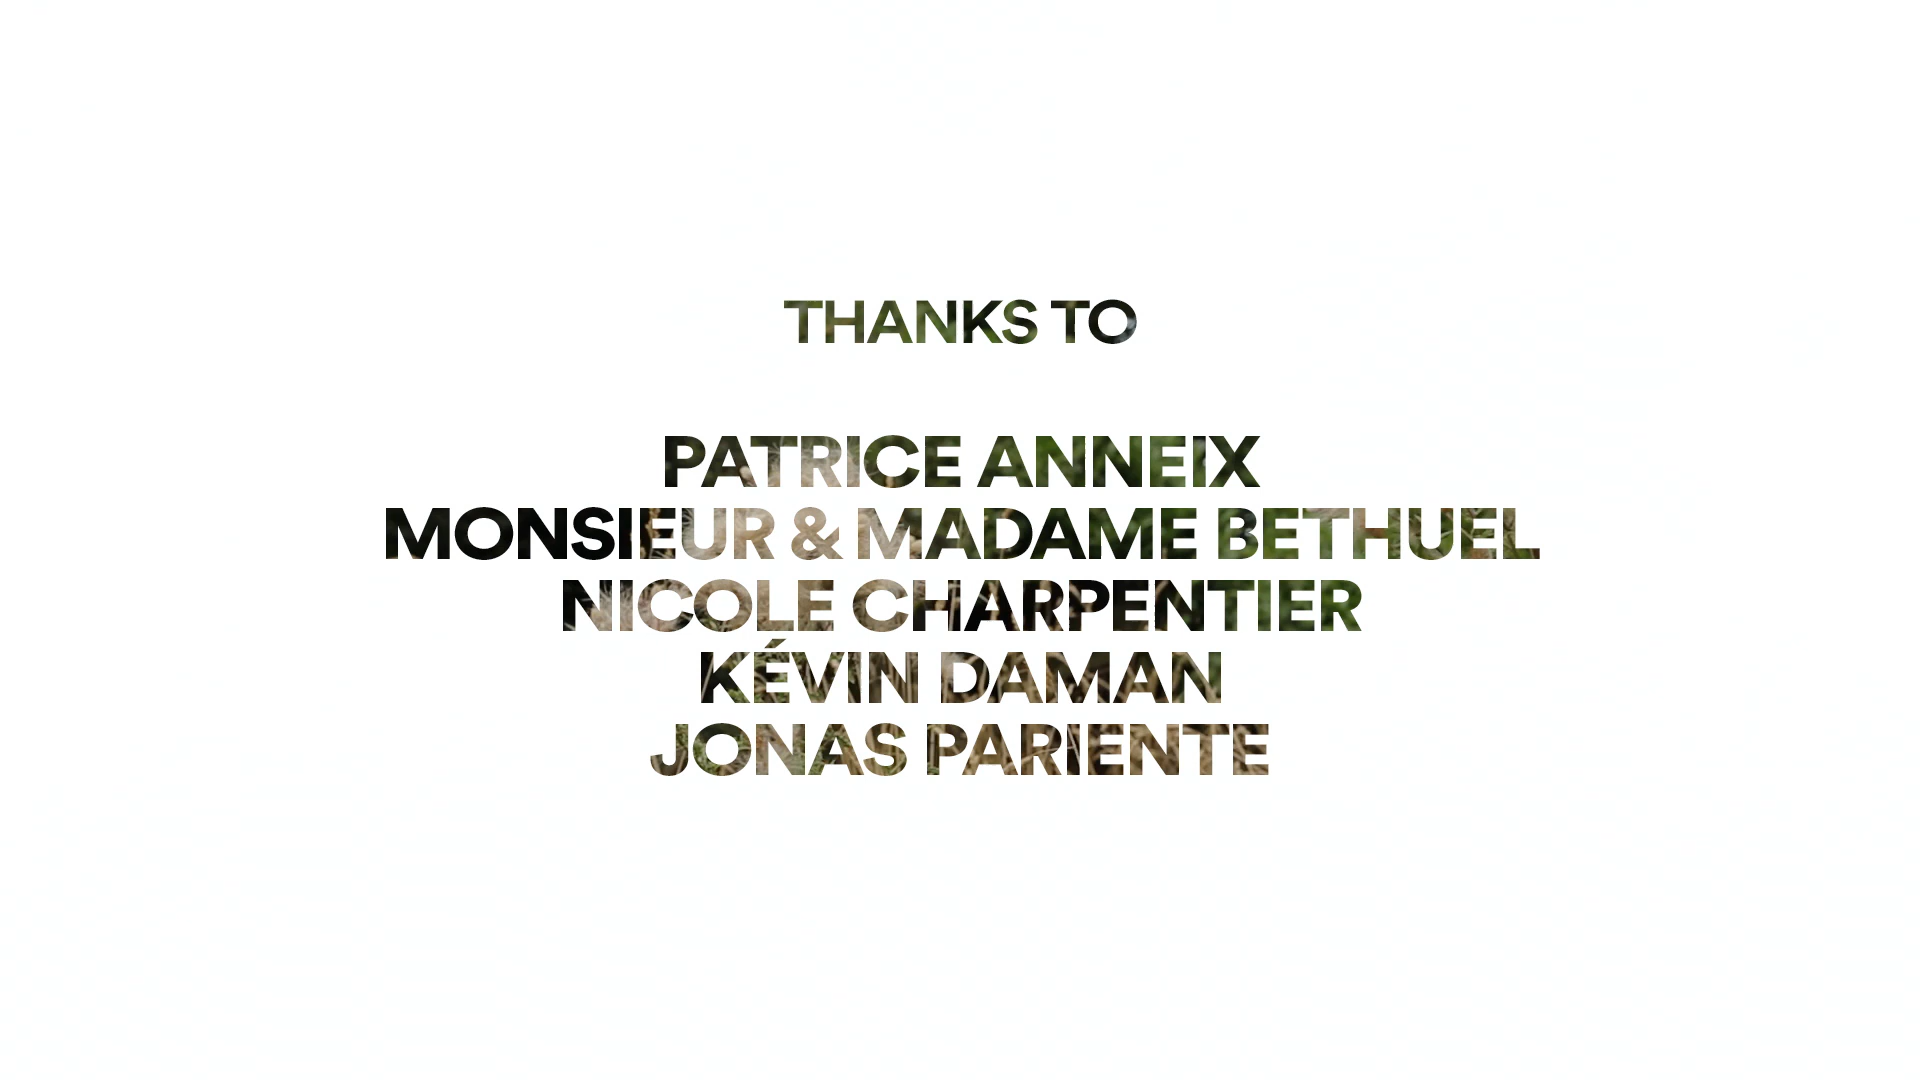 THANKS TO
PATRICE ANNEIX
MONSIEUR & MADAME BETHUEL
NICOLE CHARPENTIER
KÉVIN DAMAN
JONAS PARIENTE